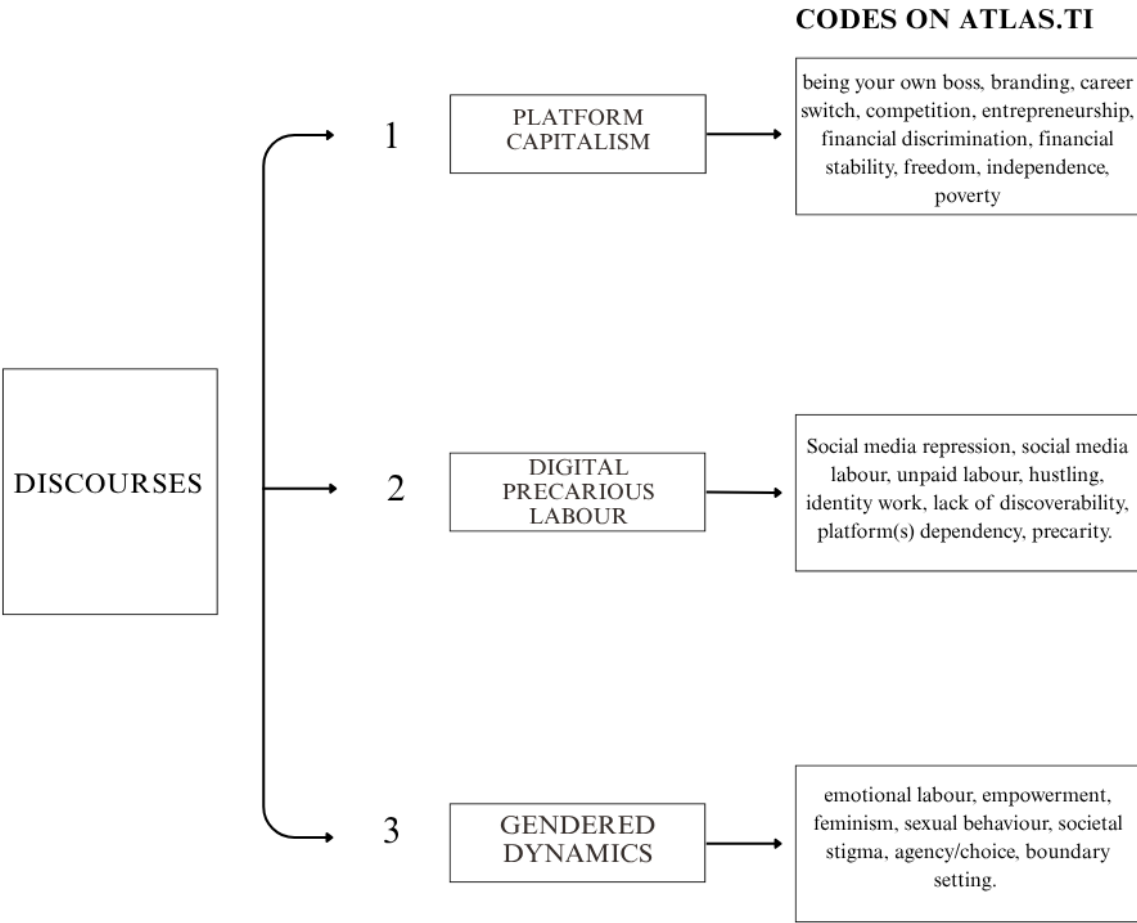 CODES ON ATLAS.TI
DISCOURSES
1
PLATFORM
CAPITALISM
being your own boss, branding, career
switch, competition, entrepreneurship,
financial discrimination, financial
stability, freedom, independence,
poverty
2
DIGITAL
PRECARIOUS
LABOUR
Social media repression, social media
labour, unpaid labour, hustling,
identity work, lack of discoverability,
platform(s) dependency, precarity.
3
GENDERED
DYNAMICS
emotional labour, empowerment,
feminism, sexual behaviour, societal
stigma, agency/choice, boundary
setting.